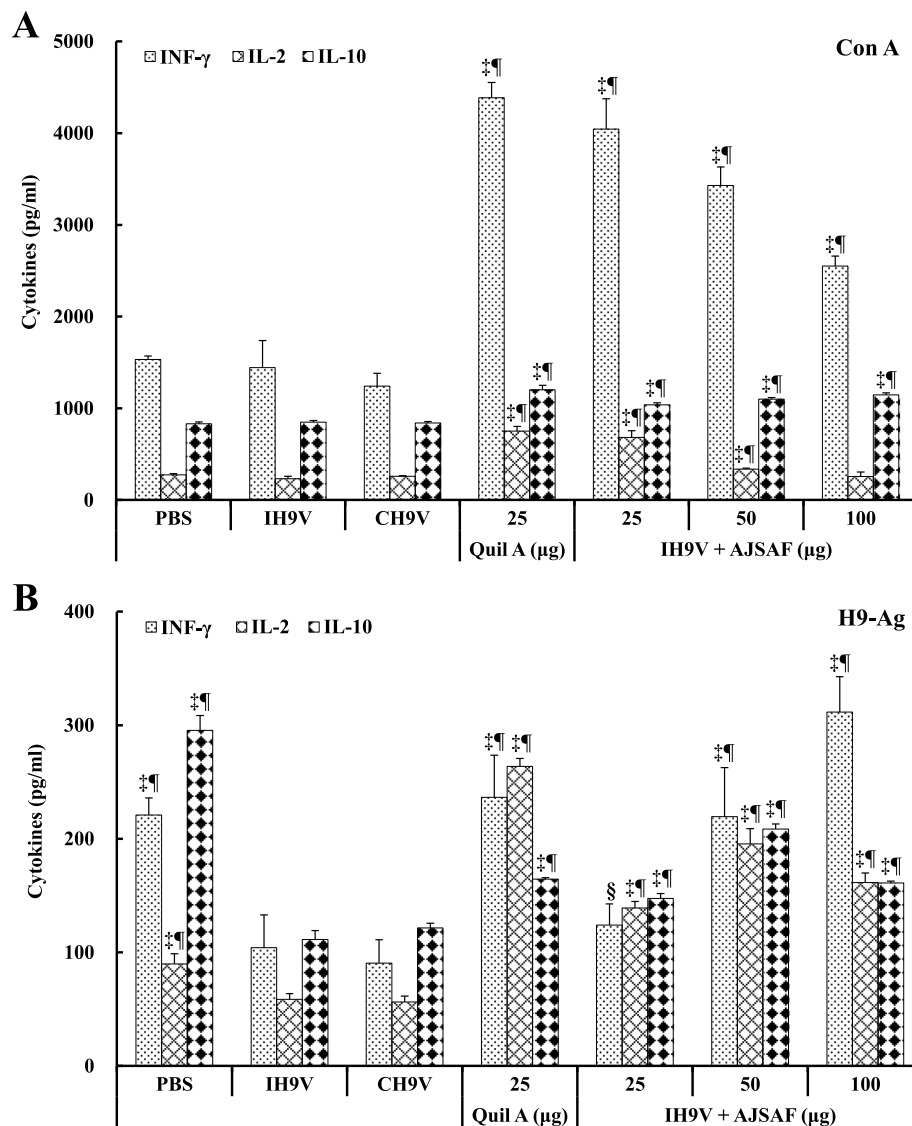 A
Con A
INF-γ IL-2 IL-10
Cytokines (pg/ml)
5000
4000
3000
2000
1000
0
‡¶ ‡¶ ‡¶
‡¶ ‡¶ ‡¶
‡¶ ‡¶ ‡¶
‡¶ ‡¶
PBS IH9V CH9V 25 25 50 100
Quil A (µg) IH9V + AJSAF (µg)
B
H9-Ag
INF-γ IL-2 IL-10
Cytokines (pg/ml)
400
300
200
100
0
‡¶ ‡¶ ‡¶
‡¶ ‡¶ ‡¶
§ ‡¶ ‡¶
‡¶ ‡¶ ‡¶
‡¶ ‡¶ ‡¶
PBS IH9V CH9V 25 25 50 100
Quil A (µg) IH9V + AJSAF (µg)